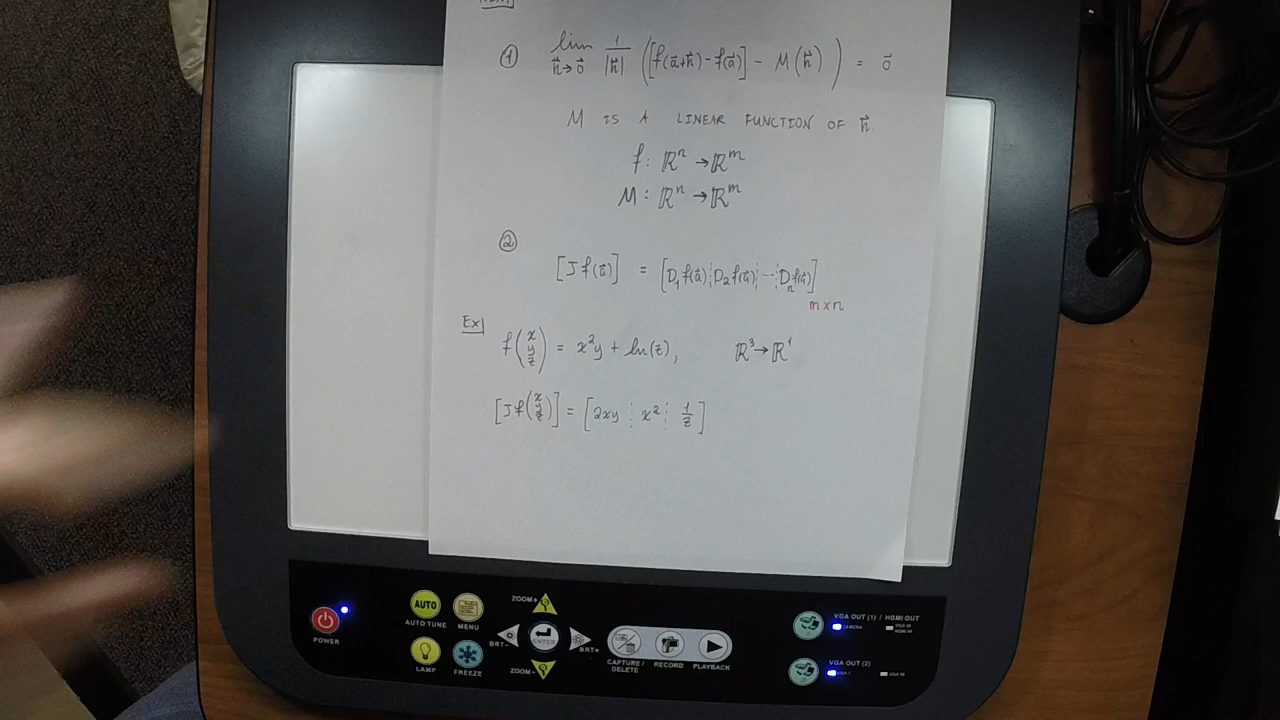 ① lim h⃗→0⃗ 1/|h⃗| ([f(a⃗+h⃗) - f(a⃗)] - M(h⃗)) = 0⃗
M IS A LINEAR FUNCTION OF h⃗.
f: ℝⁿ → ℝᵐ
M: ℝⁿ → ℝᵐ
②
[J f(a⃗)] = [D₁f(a⃗) ⋮ D₂f(a⃗) ⋮ ··· ⋮ Dₙf(a⃗)]
m×n
Ex|
f(x y z) = x²y + ln(z), ℝ³ → ℝ¹
[Jf(x y z)] = [2xy ⋮ x² ⋮ 1/z]
POWER
AUTO
AUTO TUNE
MENU
LAMP
FREEZE
ZOOM+
BRT-
ENTER
BRT+
ZOOM-
CAPTURE / DELETE
RECORD
PLAYBACK
VGA OUT (1) / HDMI OUT
CAMERA
VGA OUT (2)